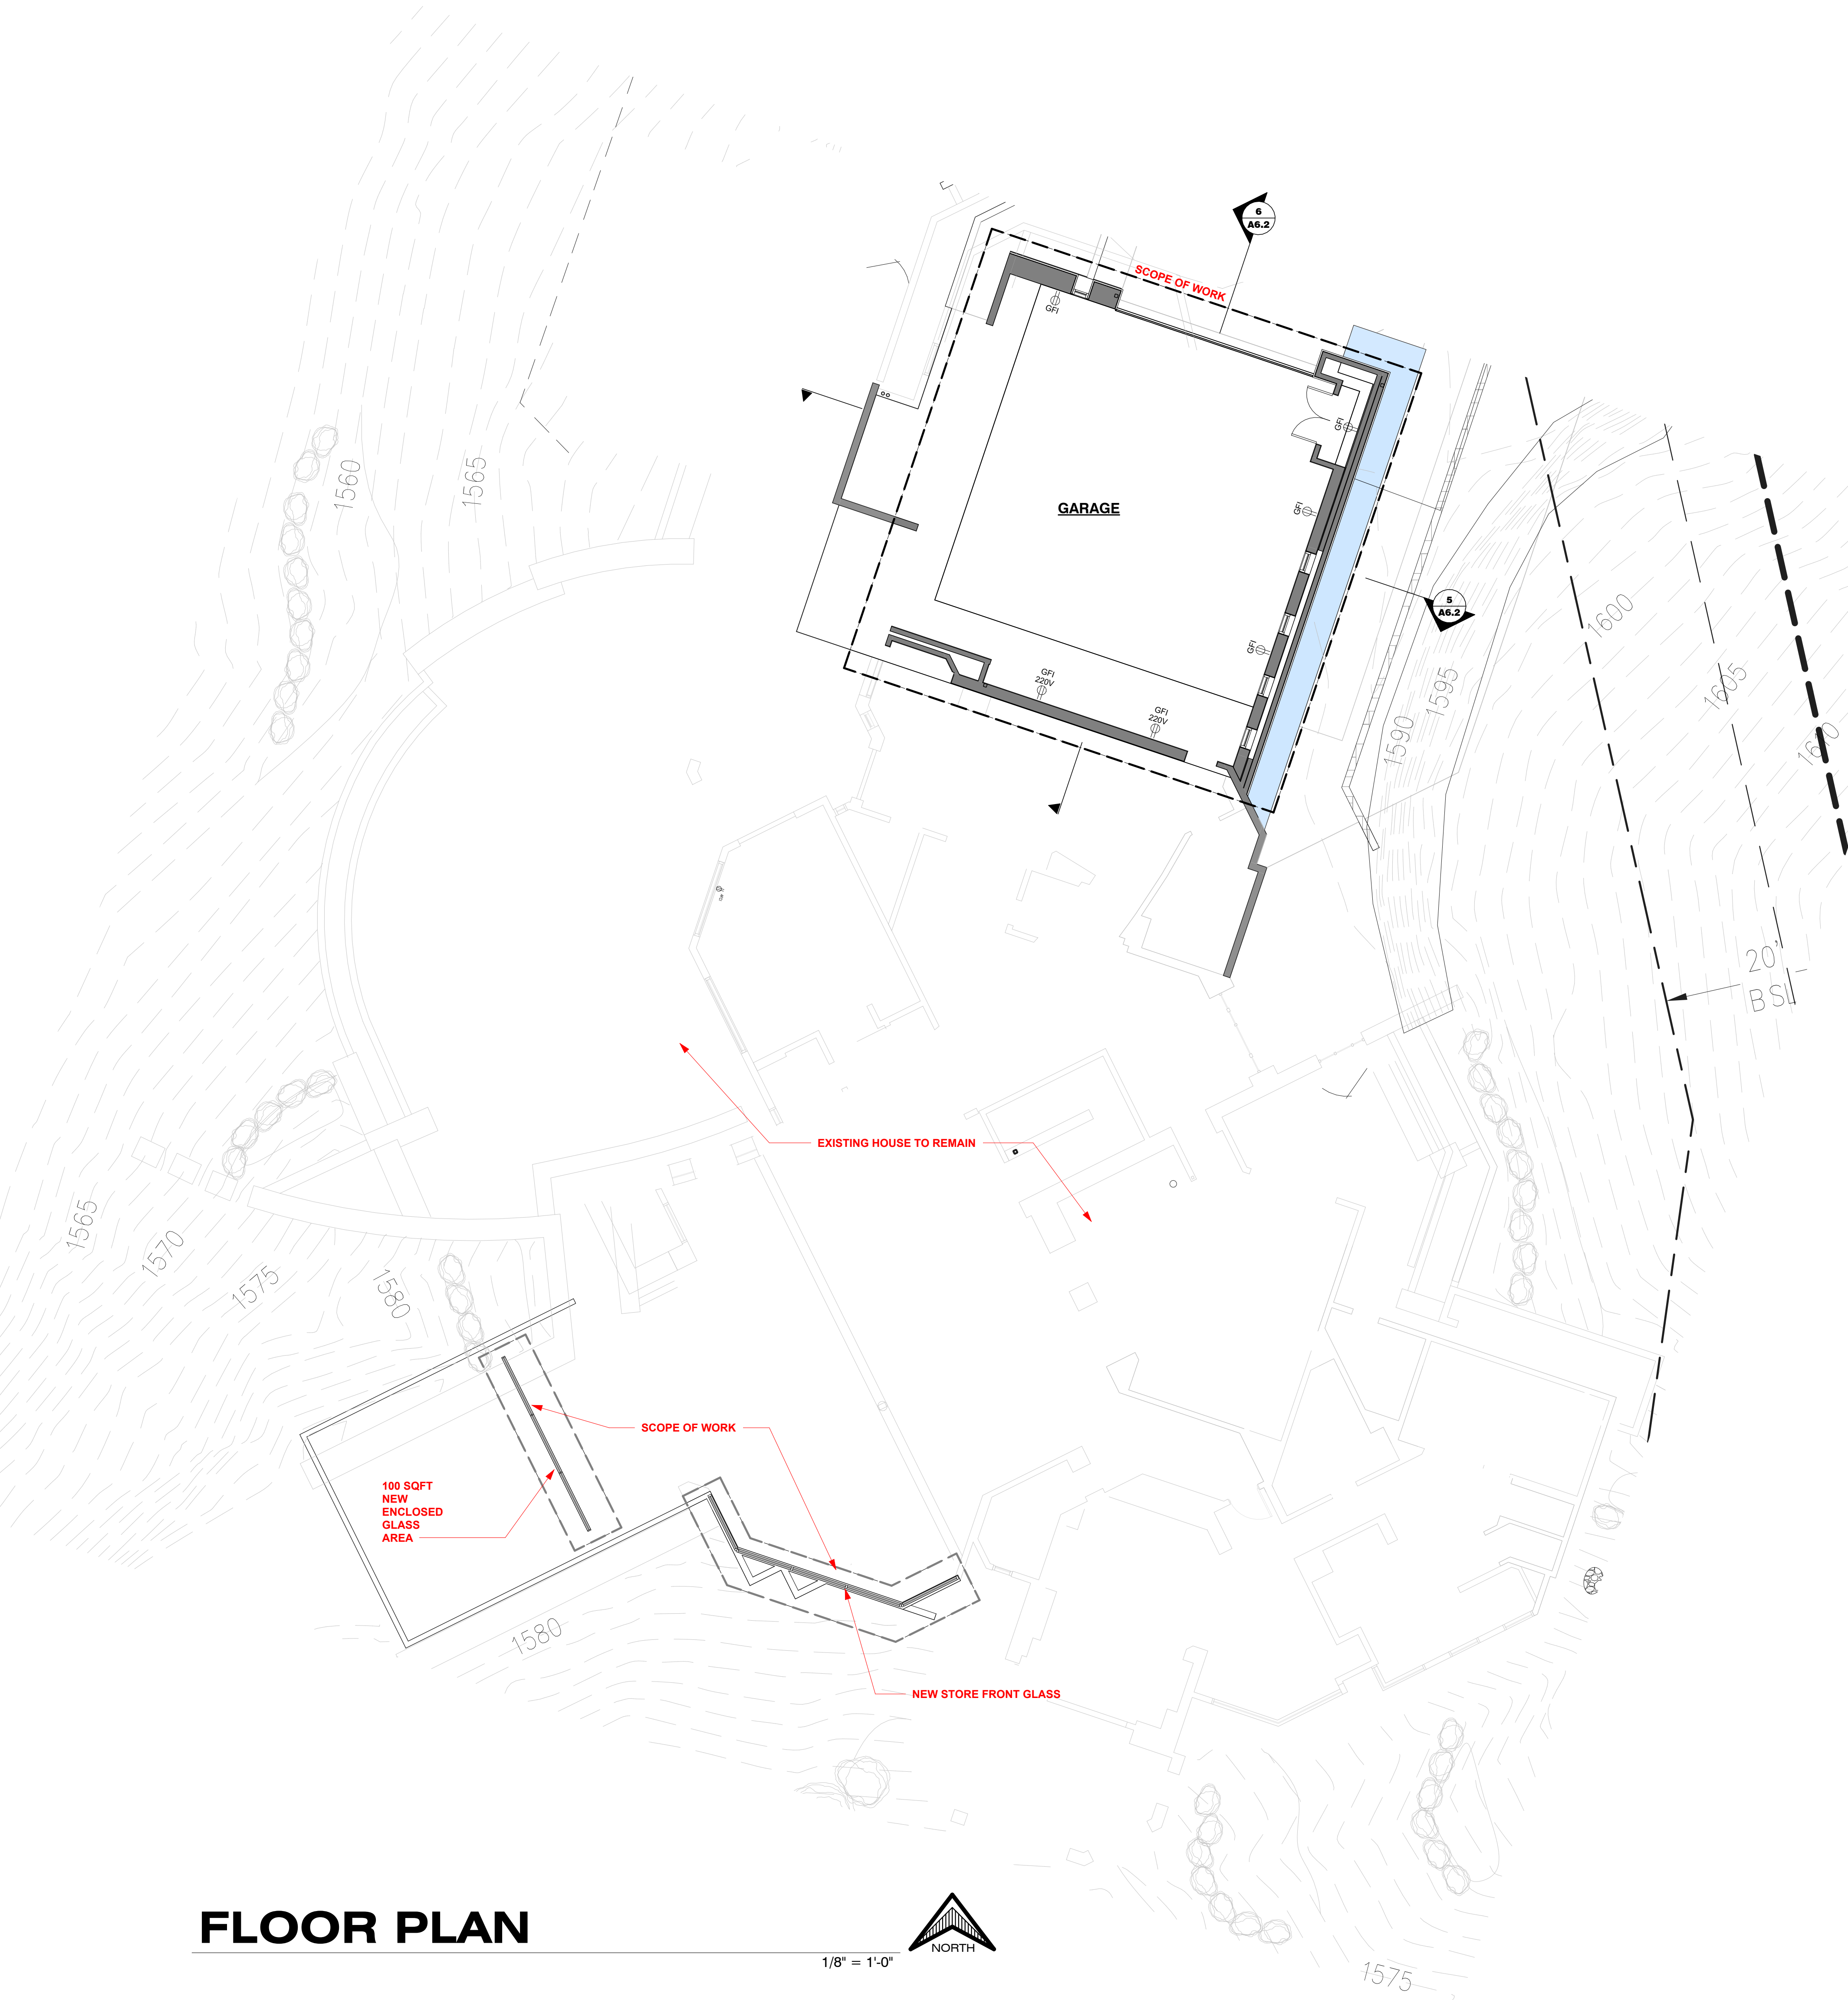 6
A6.2
SCOPE OF WORK
GFI
GFI
1560
1565
GARAGE
GFI
5
A6.2
1600
GFI
1595
1605
GFI
220V
GFI
220V
1590
1610
20'
BSL
EXISTING HOUSE TO REMAIN
1565
1570
1575
1580
SCOPE OF WORK
100 SQFT
NEW
ENCLOSED
GLASS
AREA
1580
NEW STORE FRONT GLASS
FLOOR PLAN
NORTH
1/8" = 1'-0"
1575